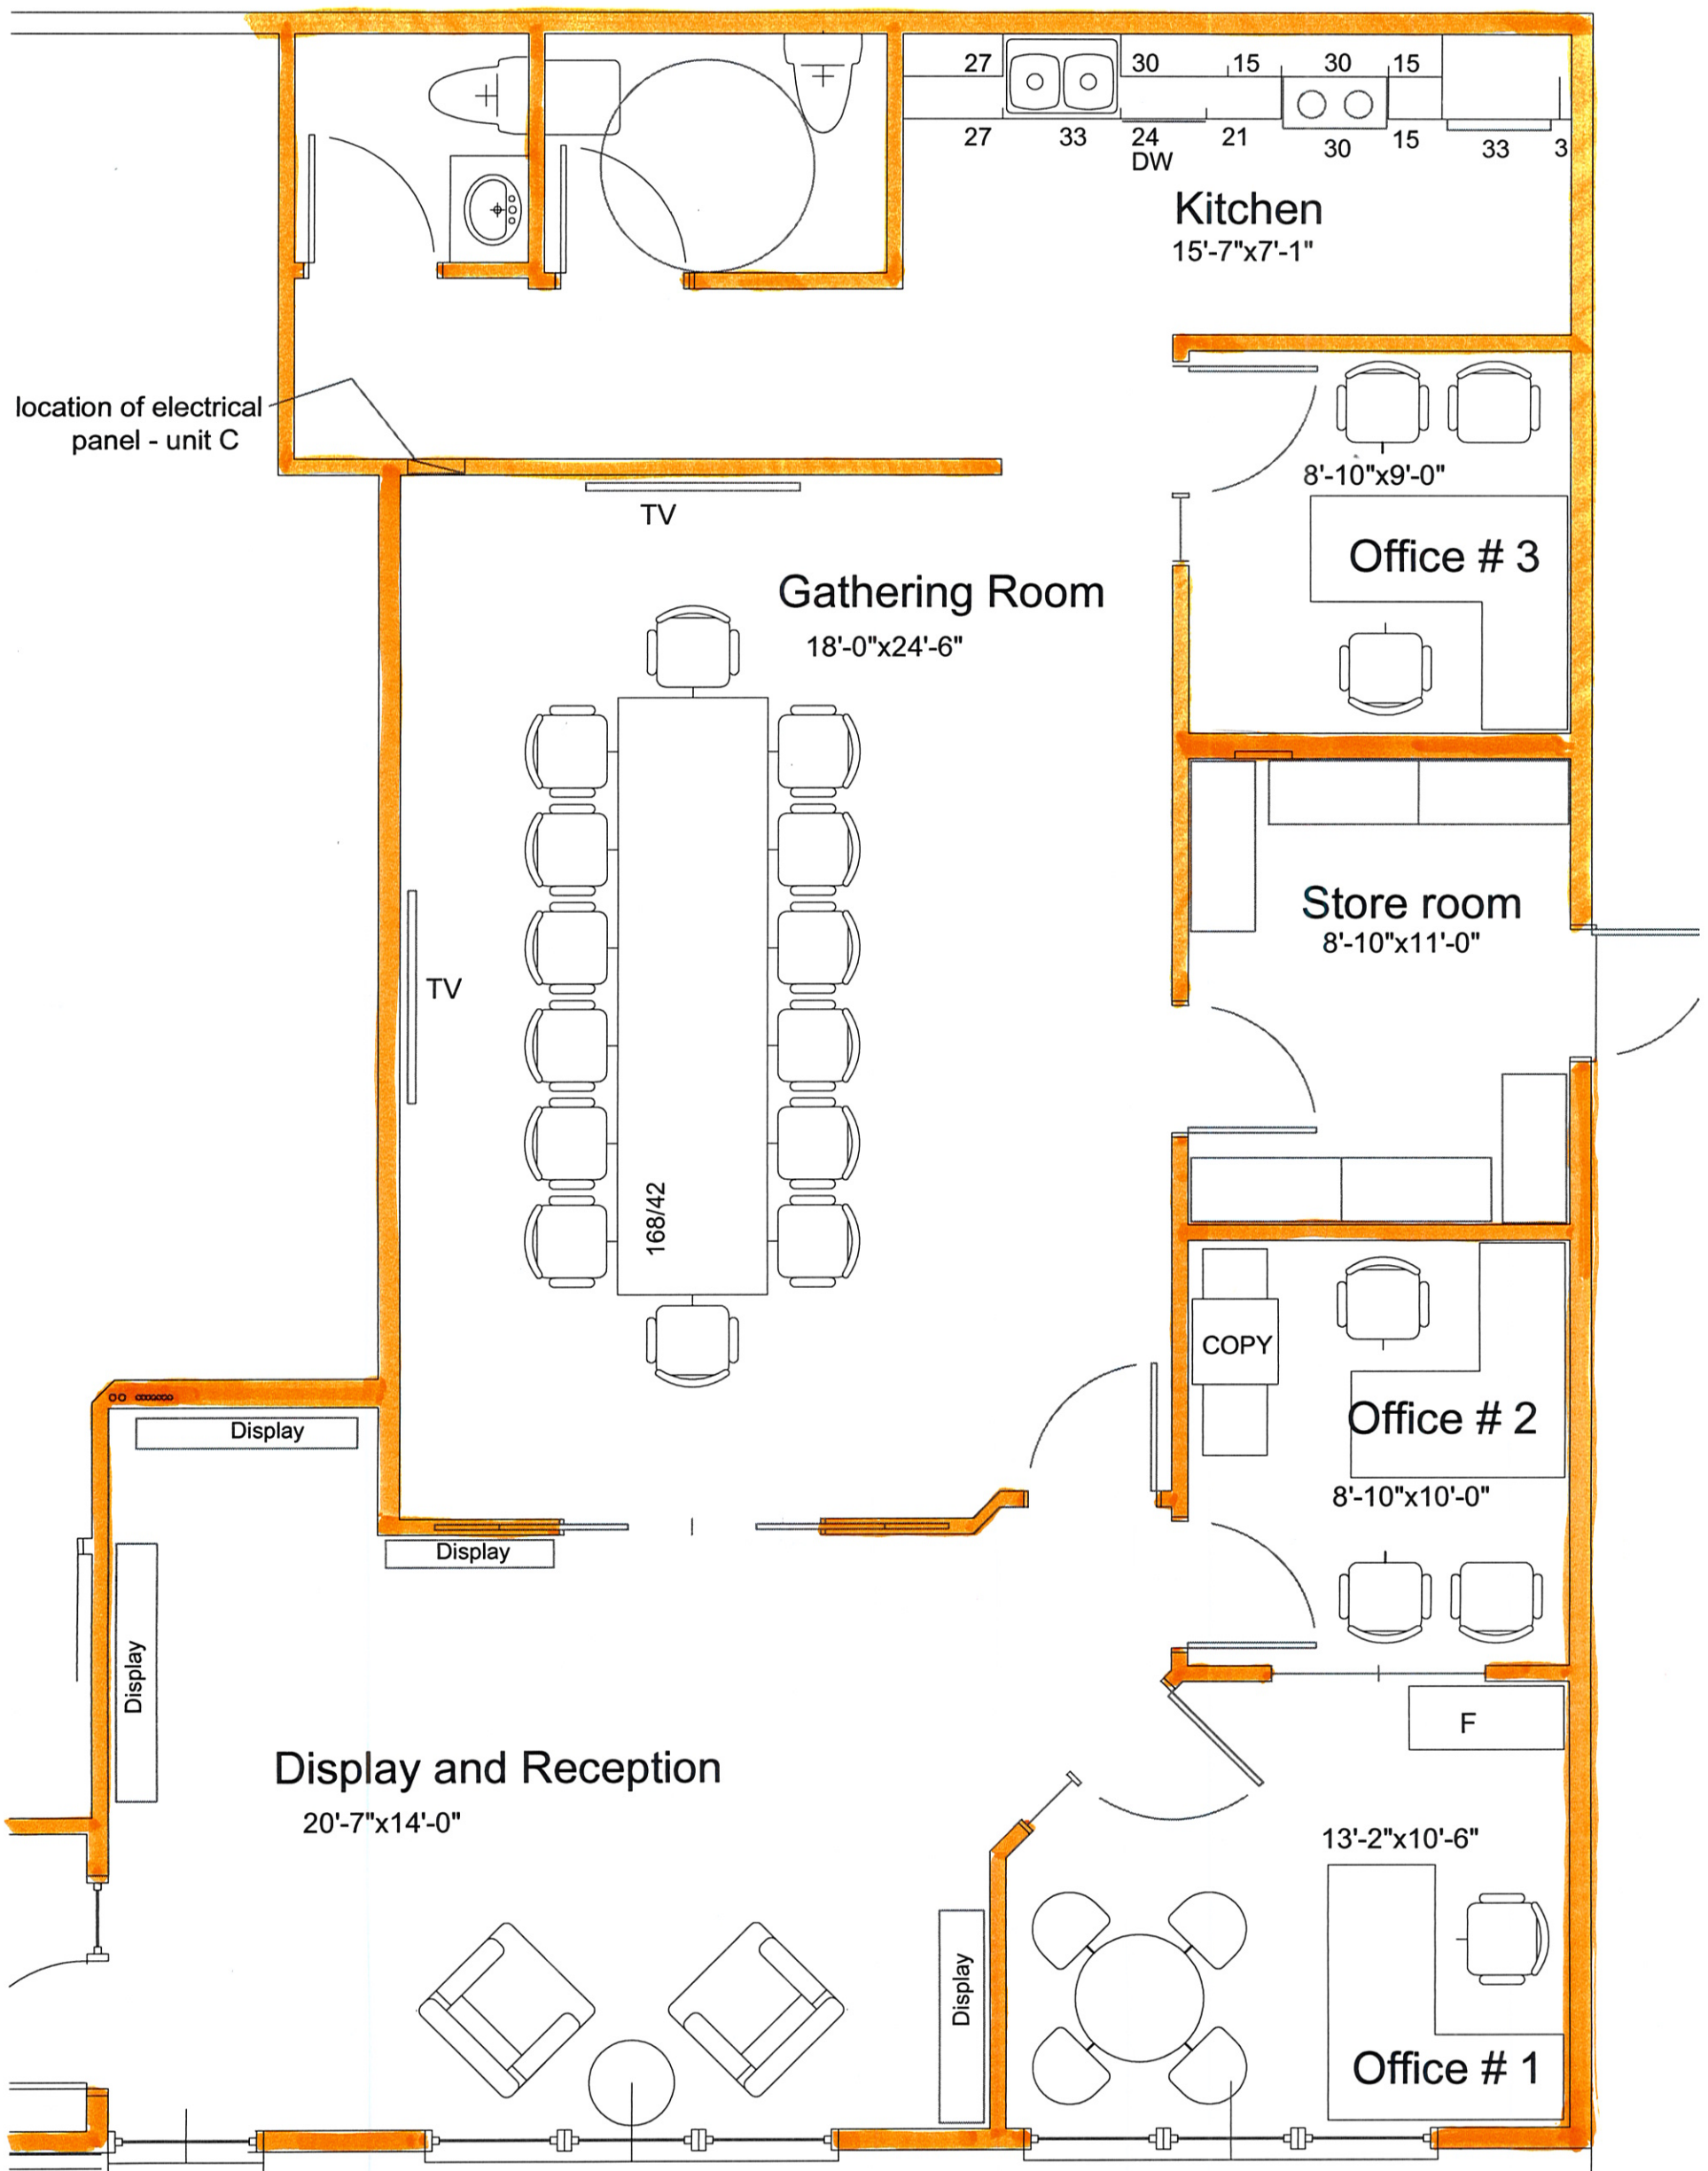 27
30
15
30
15
27
33
24
21
30
15
33
3
DW
Kitchen
15'-7"x7'-1"
location of electrical
panel - unit C
8'-10"x9'-0"
TV
Office # 3
Gathering Room
18'-0"x24'-6"
Store room
8'-10"x11'-0"
TV
168/42
COPY
Office # 2
Display
8'-10"x10'-0"
Display
Display
F
Display and Reception
20'-7"x14'-0"
13'-2"x10'-6"
Display
Office # 1